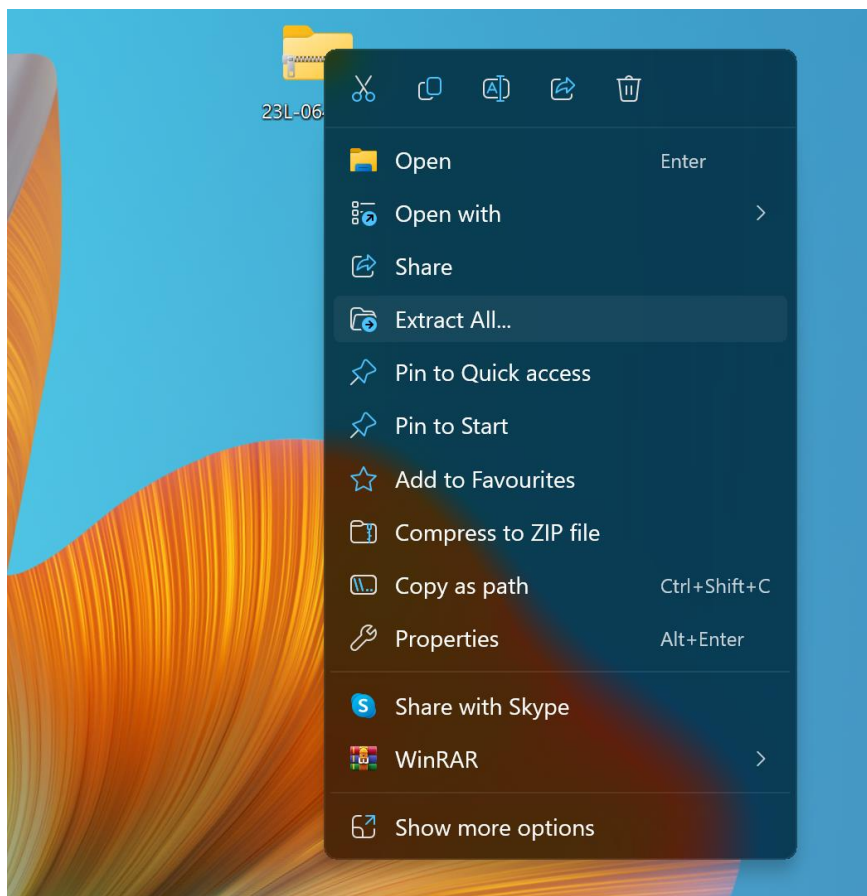 23L-06
Open Enter
Open with
Share
Extract All...
Pin to Quick access
Pin to Start
Add to Favourites
Compress to ZIP file
Copy as path Ctrl+Shift+C
Properties Alt+Enter
Share with Skype
WinRAR
Show more options